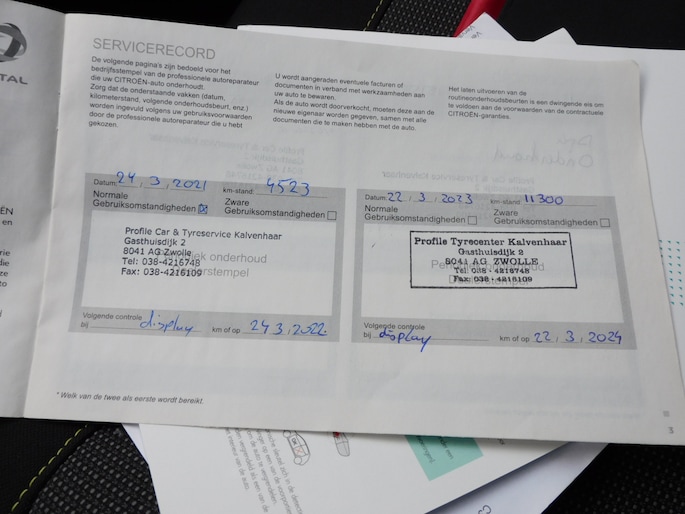 TAL
SERVICERECORD
De volgende pagina's zijn bedoeld voor het
bedrijfsstempel van de professionele autoreparateur
die uw CITROËN-auto onderhoudt.
Zorg dat de onderstaande vakken (datum,
kilometerstand, volgende onderhoudsbeurt, enz.)
worden ingevuld volgens uw gebruiksvoorwaarden
door de professionele autoreparateur die u hebt
gekozen.
U wordt aangeraden eventuele facturen of
documenten in verband met werkzaamheden aan
uw auto te bewaren.
Als de auto wordt doorverkocht, moeten deze aan de
nieuwe eigenaar worden gegeven, samen met alle
documenten die te maken hebben met de auto.
Het laten uitvoeren van de
routineonderhoudsbeurten is een dwingende eis om
te voldoen aan de voorwaarden van de contractuele
CITROËN-garanties.
Datum: 24, 3, 2021 km-stand: 4523
Normale
Gebruiksomstandigheden
Zware
Gebruiksomstandigheden
Profile Car & Tyreservice Kalvenhaar
Gasthuisdijk 2
8041 AG Zwolle
Tel: 038-4216748
Fax: 038-4216109
Volgende controle
bij display km of op 24, 3, 2022.
Datum: 22, 3, 2023 km-stand: 11300
Normale
Gebruiksomstandigheden
Zware
Gebruiksomstandigheden
Profile Tyrecenter Kalvenhaar
Gasthuisdijk 2
8041 AG ZWOLLE
Tel: 038 - 4216748
Fax: 038 - 4216109
Volgende controle
bij display km of op 22, 3, 2024
* Welk van de twee als eerste wordt bereikt.
3